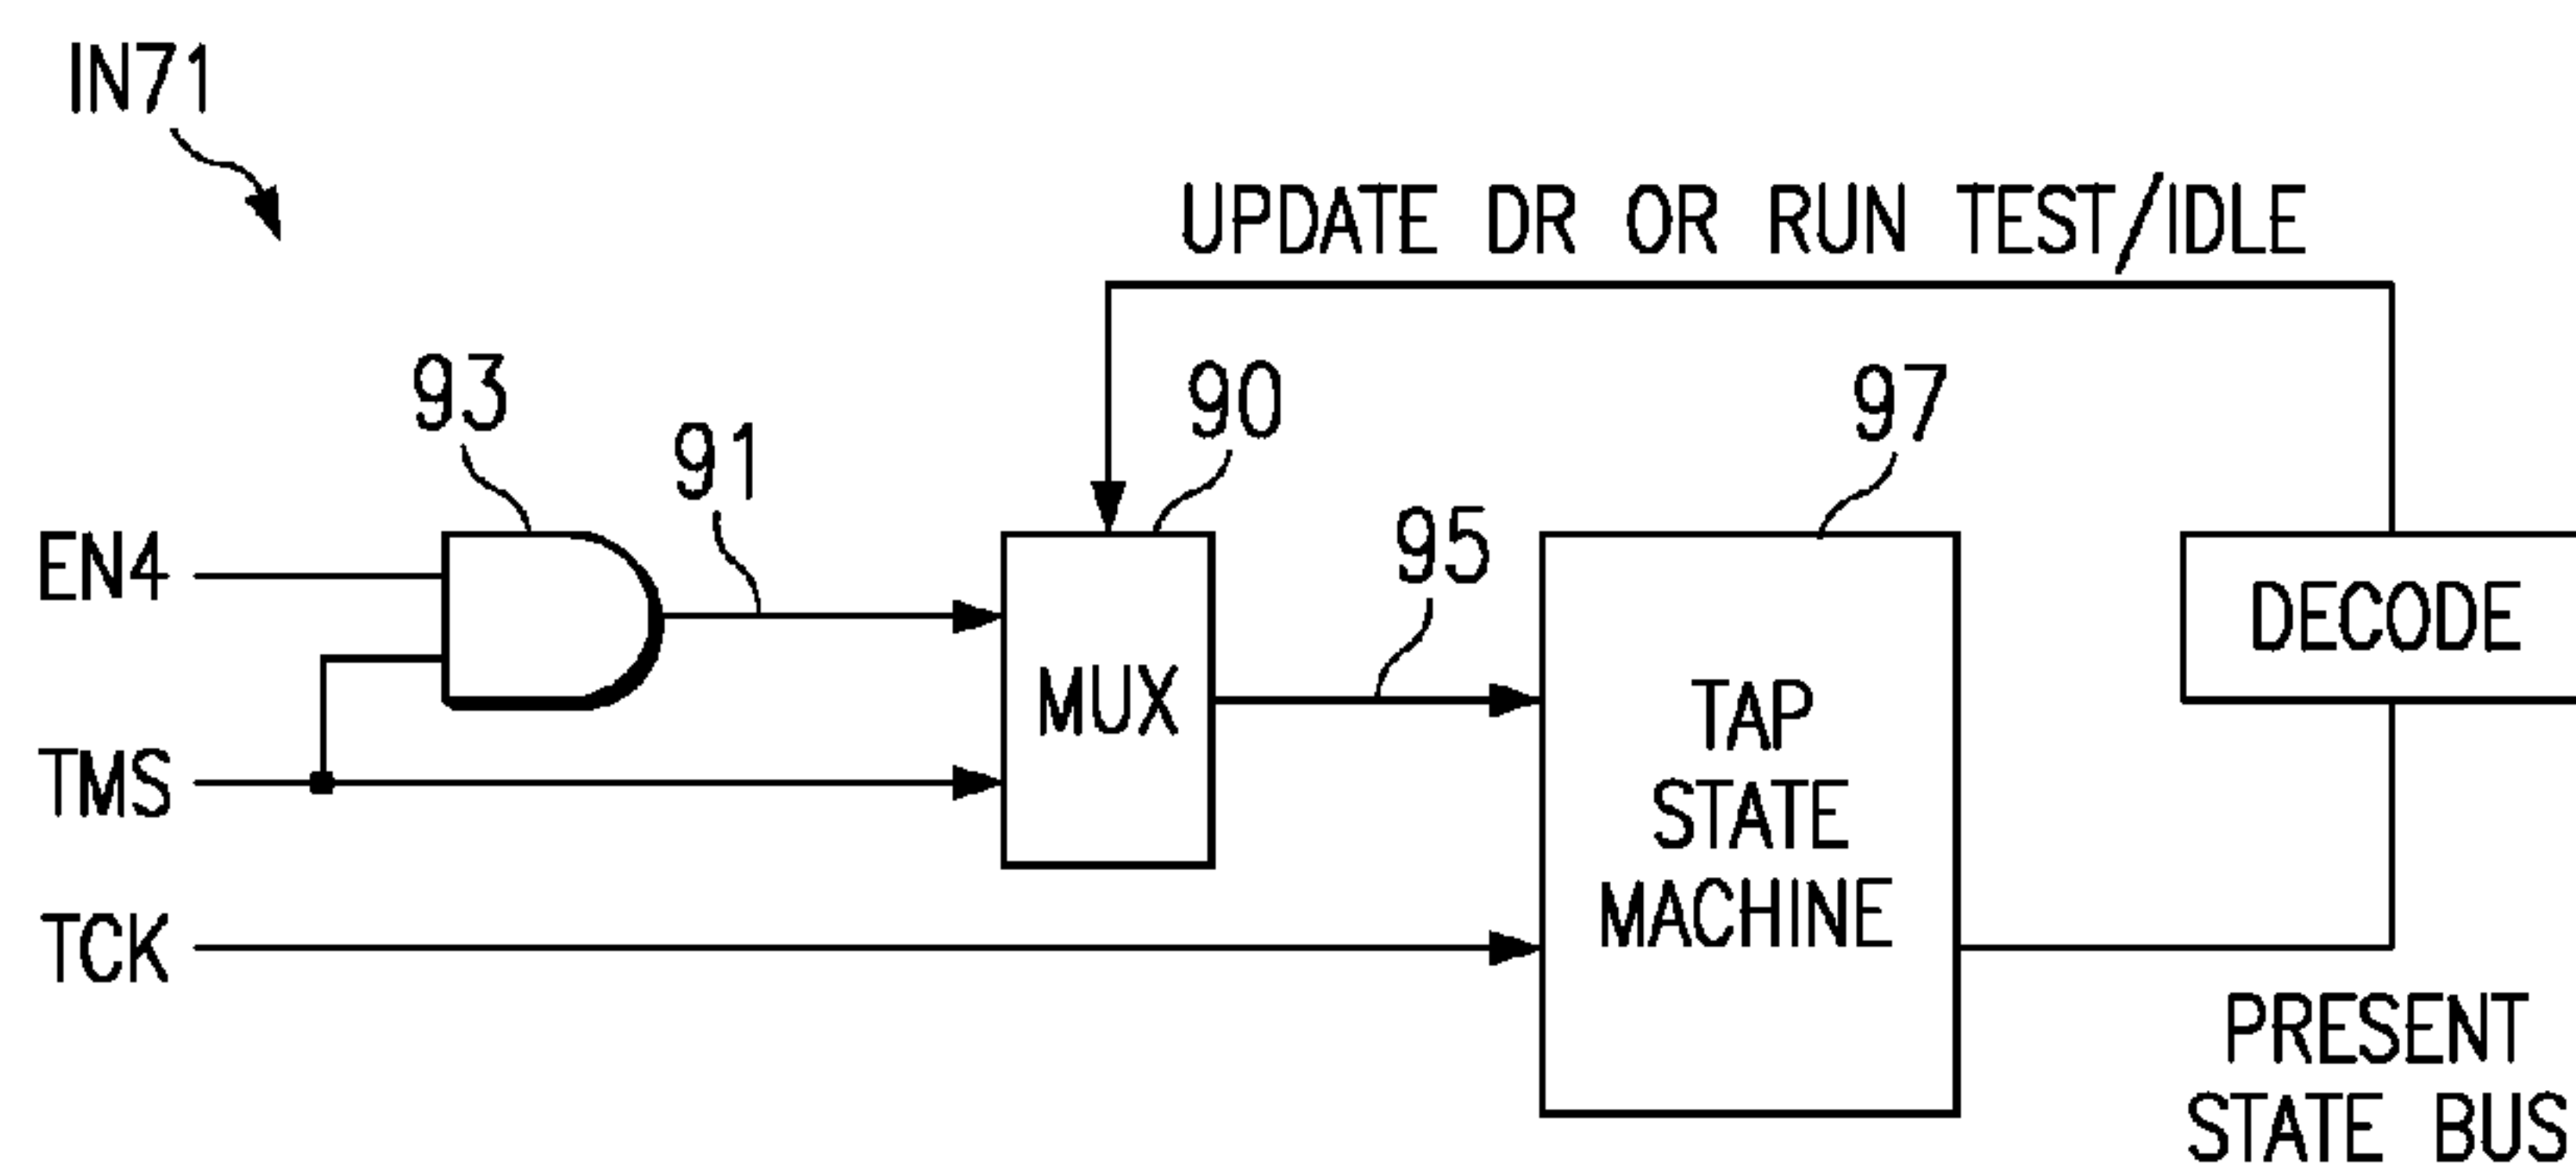 IN71
UPDATE DR OR RUN TEST/IDLE
93
91
90
95
97
EN4
TMS
TCK
MUX
TAP
STATE
MACHINE
DECODE
PRESENT
STATE BUS